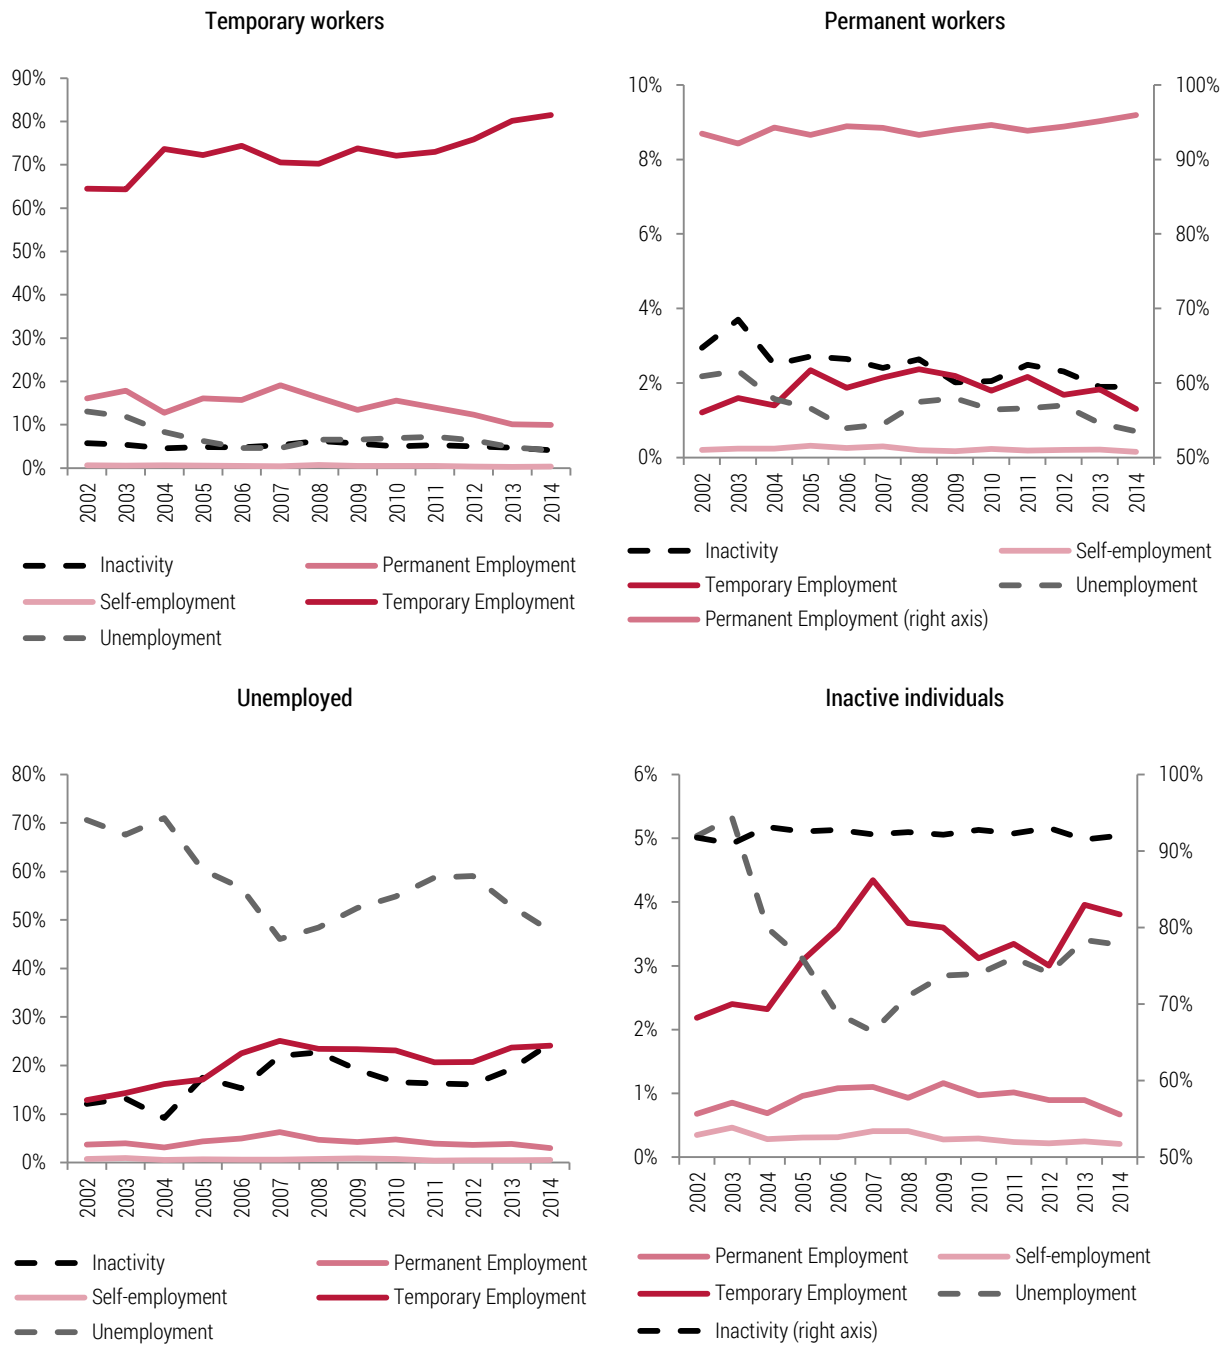 Temporary workers
90%
80%
70%
60%
50%
40%
30%
20%
10%
0%
2002 2003 2004 2005 2006 2007 2008 2009 2010 2011 2012 2013 2014
Inactivity
Permanent Employment
Self-employment
Temporary Employment
Unemployment
Permanent workers
10%
8%
6%
4%
2%
0%
100%
90%
80%
70%
60%
50%
2002 2003 2004 2005 2006 2007 2008 2009 2010 2011 2012 2013 2014
Inactivity
Self-employment
Temporary Employment
Unemployment
Permanent Employment (right axis)
Unemployed
80%
70%
60%
50%
40%
30%
20%
10%
0%
2002 2003 2004 2005 2006 2007 2008 2009 2010 2011 2012 2013 2014
Inactivity
Permanent Employment
Self-employment
Temporary Employment
Unemployment
Inactive individuals
6%
5%
4%
3%
2%
1%
0%
100%
90%
80%
70%
60%
50%
2002 2003 2004 2005 2006 2007 2008 2009 2010 2011 2012 2013 2014
Permanent Employment
Self-employment
Temporary Employment
Unemployment
Inactivity (right axis)